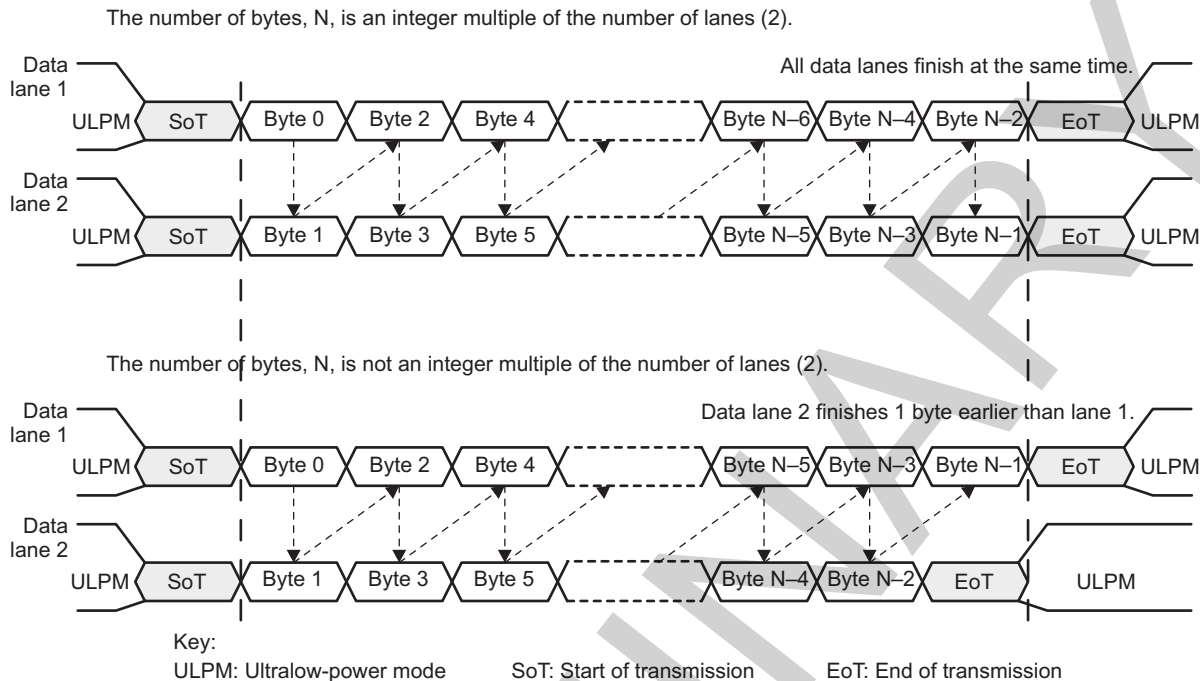 The number of bytes, N, is an integer multiple of the number of lanes (2).
Data
lane 1
All data lanes finish at the same time.
ULPM SoT Byte 0 Byte 2 Byte 4 Byte N–6 Byte N–4 Byte N–2 EoT ULPM
Data
lane 2
ULPM SoT Byte 1 Byte 3 Byte 5 Byte N–5 Byte N–3 Byte N–1 EoT ULPM
The number of bytes, N, is not an integer multiple of the number of lanes (2).
Data
lane 1
Data lane 2 finishes 1 byte earlier than lane 1.
ULPM SoT Byte 0 Byte 2 Byte 4 Byte N–5 Byte N–3 Byte N–1 EoT ULPM
Data
lane 2
ULPM SoT Byte 1 Byte 3 Byte 5 Byte N–4 Byte N–2 EoT ULPM
Key:
ULPM: Ultralow-power mode SoT: Start of transmission EoT: End of transmission